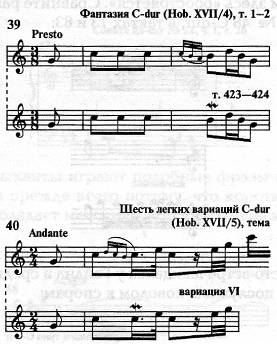 Фантазия C-dur (Hob. XVII/4), т. 1–2
39
Presto
т. 423–424
Шесть легких вариаций C-dur
40
(Hob. XVII/5), тема
Andante
вариация VI